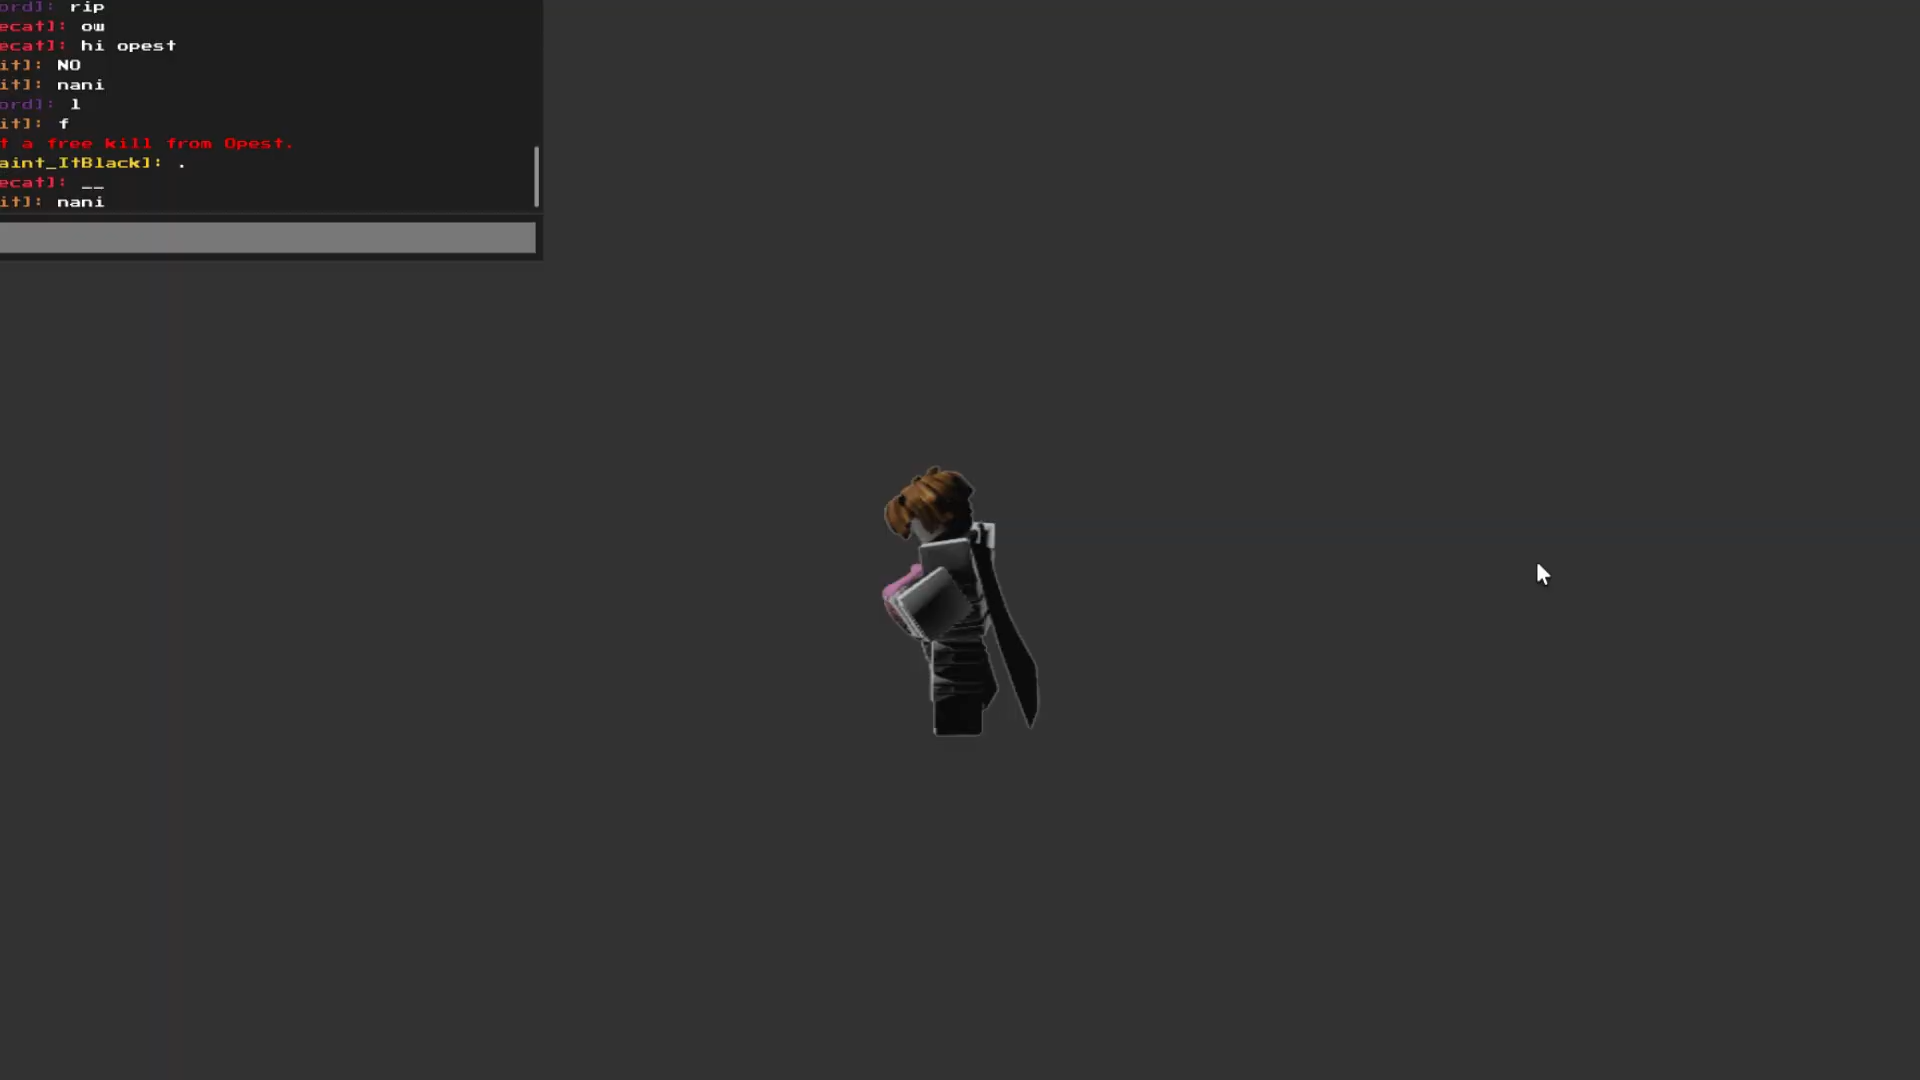 ord]: rip
ecat]: ow
ecat]: hi opest
it]: NO
it]: nani
ord]: l
it]: f
t a free kill from Opest.
aint_ItBlack]: .
ecat]: __
it]: nani